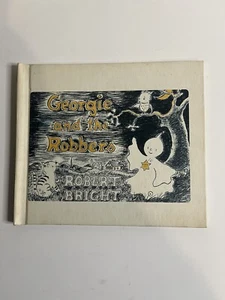 Georgie
and the
Robbers
ROBERT
BRIGHT